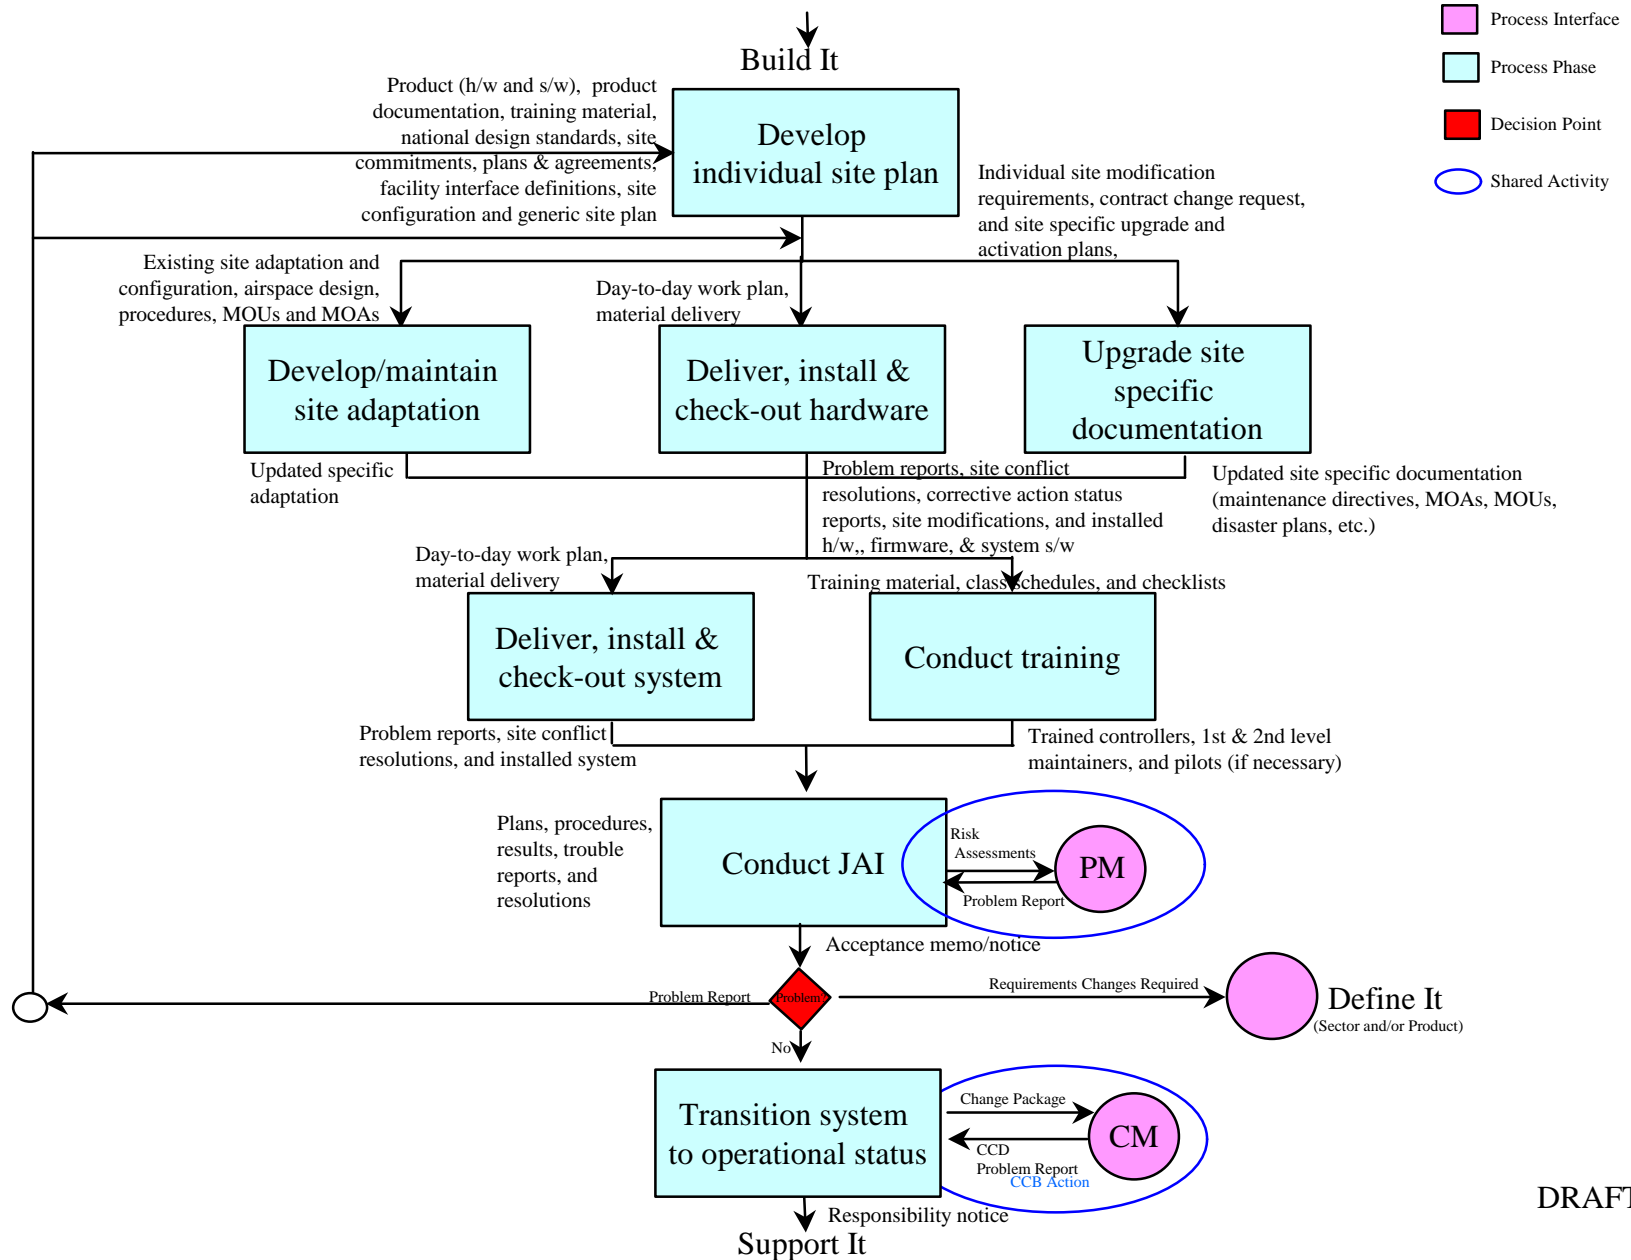 Process Interface
Process Phase
Decision Point
Shared Activity
Build It
Product (h/w and s/w), product
documentation, training material,
national design standards, site
commitments, plans & agreements,
facility interface definitions, site
configuration and generic site plan
Develop
individual site plan
Individual site modification
requirements, contract change request,
and site specific upgrade and
activation plans,
Existing site adaptation and
configuration, airspace design,
procedures, MOUs and MOAs
Day-to-day work plan,
material delivery
Develop/maintain
site adaptation
Deliver, install &
check-out hardware
Upgrade site
specific
documentation
Updated specific
adaptation
Problem reports, site conflict
resolutions, corrective action status
reports, site modifications, and installed
h/w,, firmware, & system s/w
Updated site specific documentation
(maintenance directives, MOAs, MOUs,
disaster plans, etc.)
Day-to-day work plan,
material delivery
Training material, class schedules, and checklists
Deliver, install &
check-out system
Conduct training
Problem reports, site conflict
resolutions, and installed system
Trained controllers, 1st & 2nd level
maintainers, and pilots (if necessary)
Plans, procedures,
results, trouble
reports, and
resolutions
Conduct JAI
Risk
Assessments
PM
Problem Report
Acceptance memo/notice
Problem Report
Problem?
Requirements Changes Required
Define It
(Sector and/or Product)
No
Transition system
to operational status
Change Package
CM
CCD
Problem Report
CCB Action
Responsibility notice
Support It
DRAFT